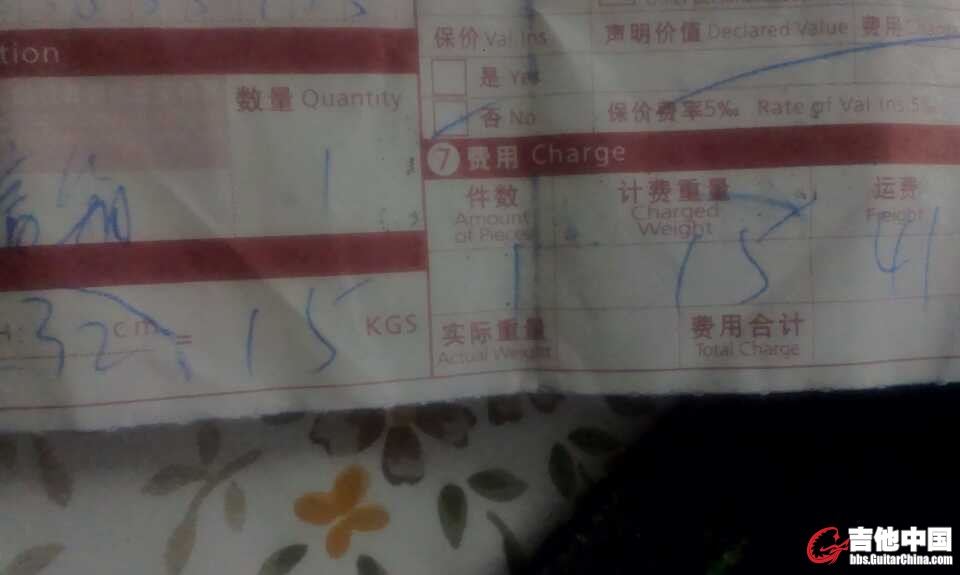 tion
保价 Val.Ins
声明价值 Declared Value
费用
数量 Quantity
是 Yes
否 No
保价费率5‰ Rate of Val.Ins.5‰
1
7 费用 Charge
件数
Amount
of Pieces
计费重量
Charged
Weight
运费
Freight
1
15
41
H: 32 cm = 15 KGS
实际重量
Actual Weight
费用合计
Total Charge
吉他中国
bbs.GuitarChina.com